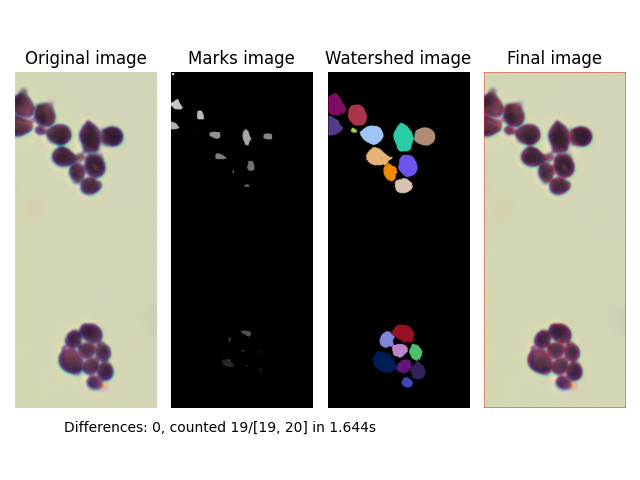 Original image
Marks image
Watershed image
Final image
Differences: 0, counted 19/[19, 20] in 1.644s